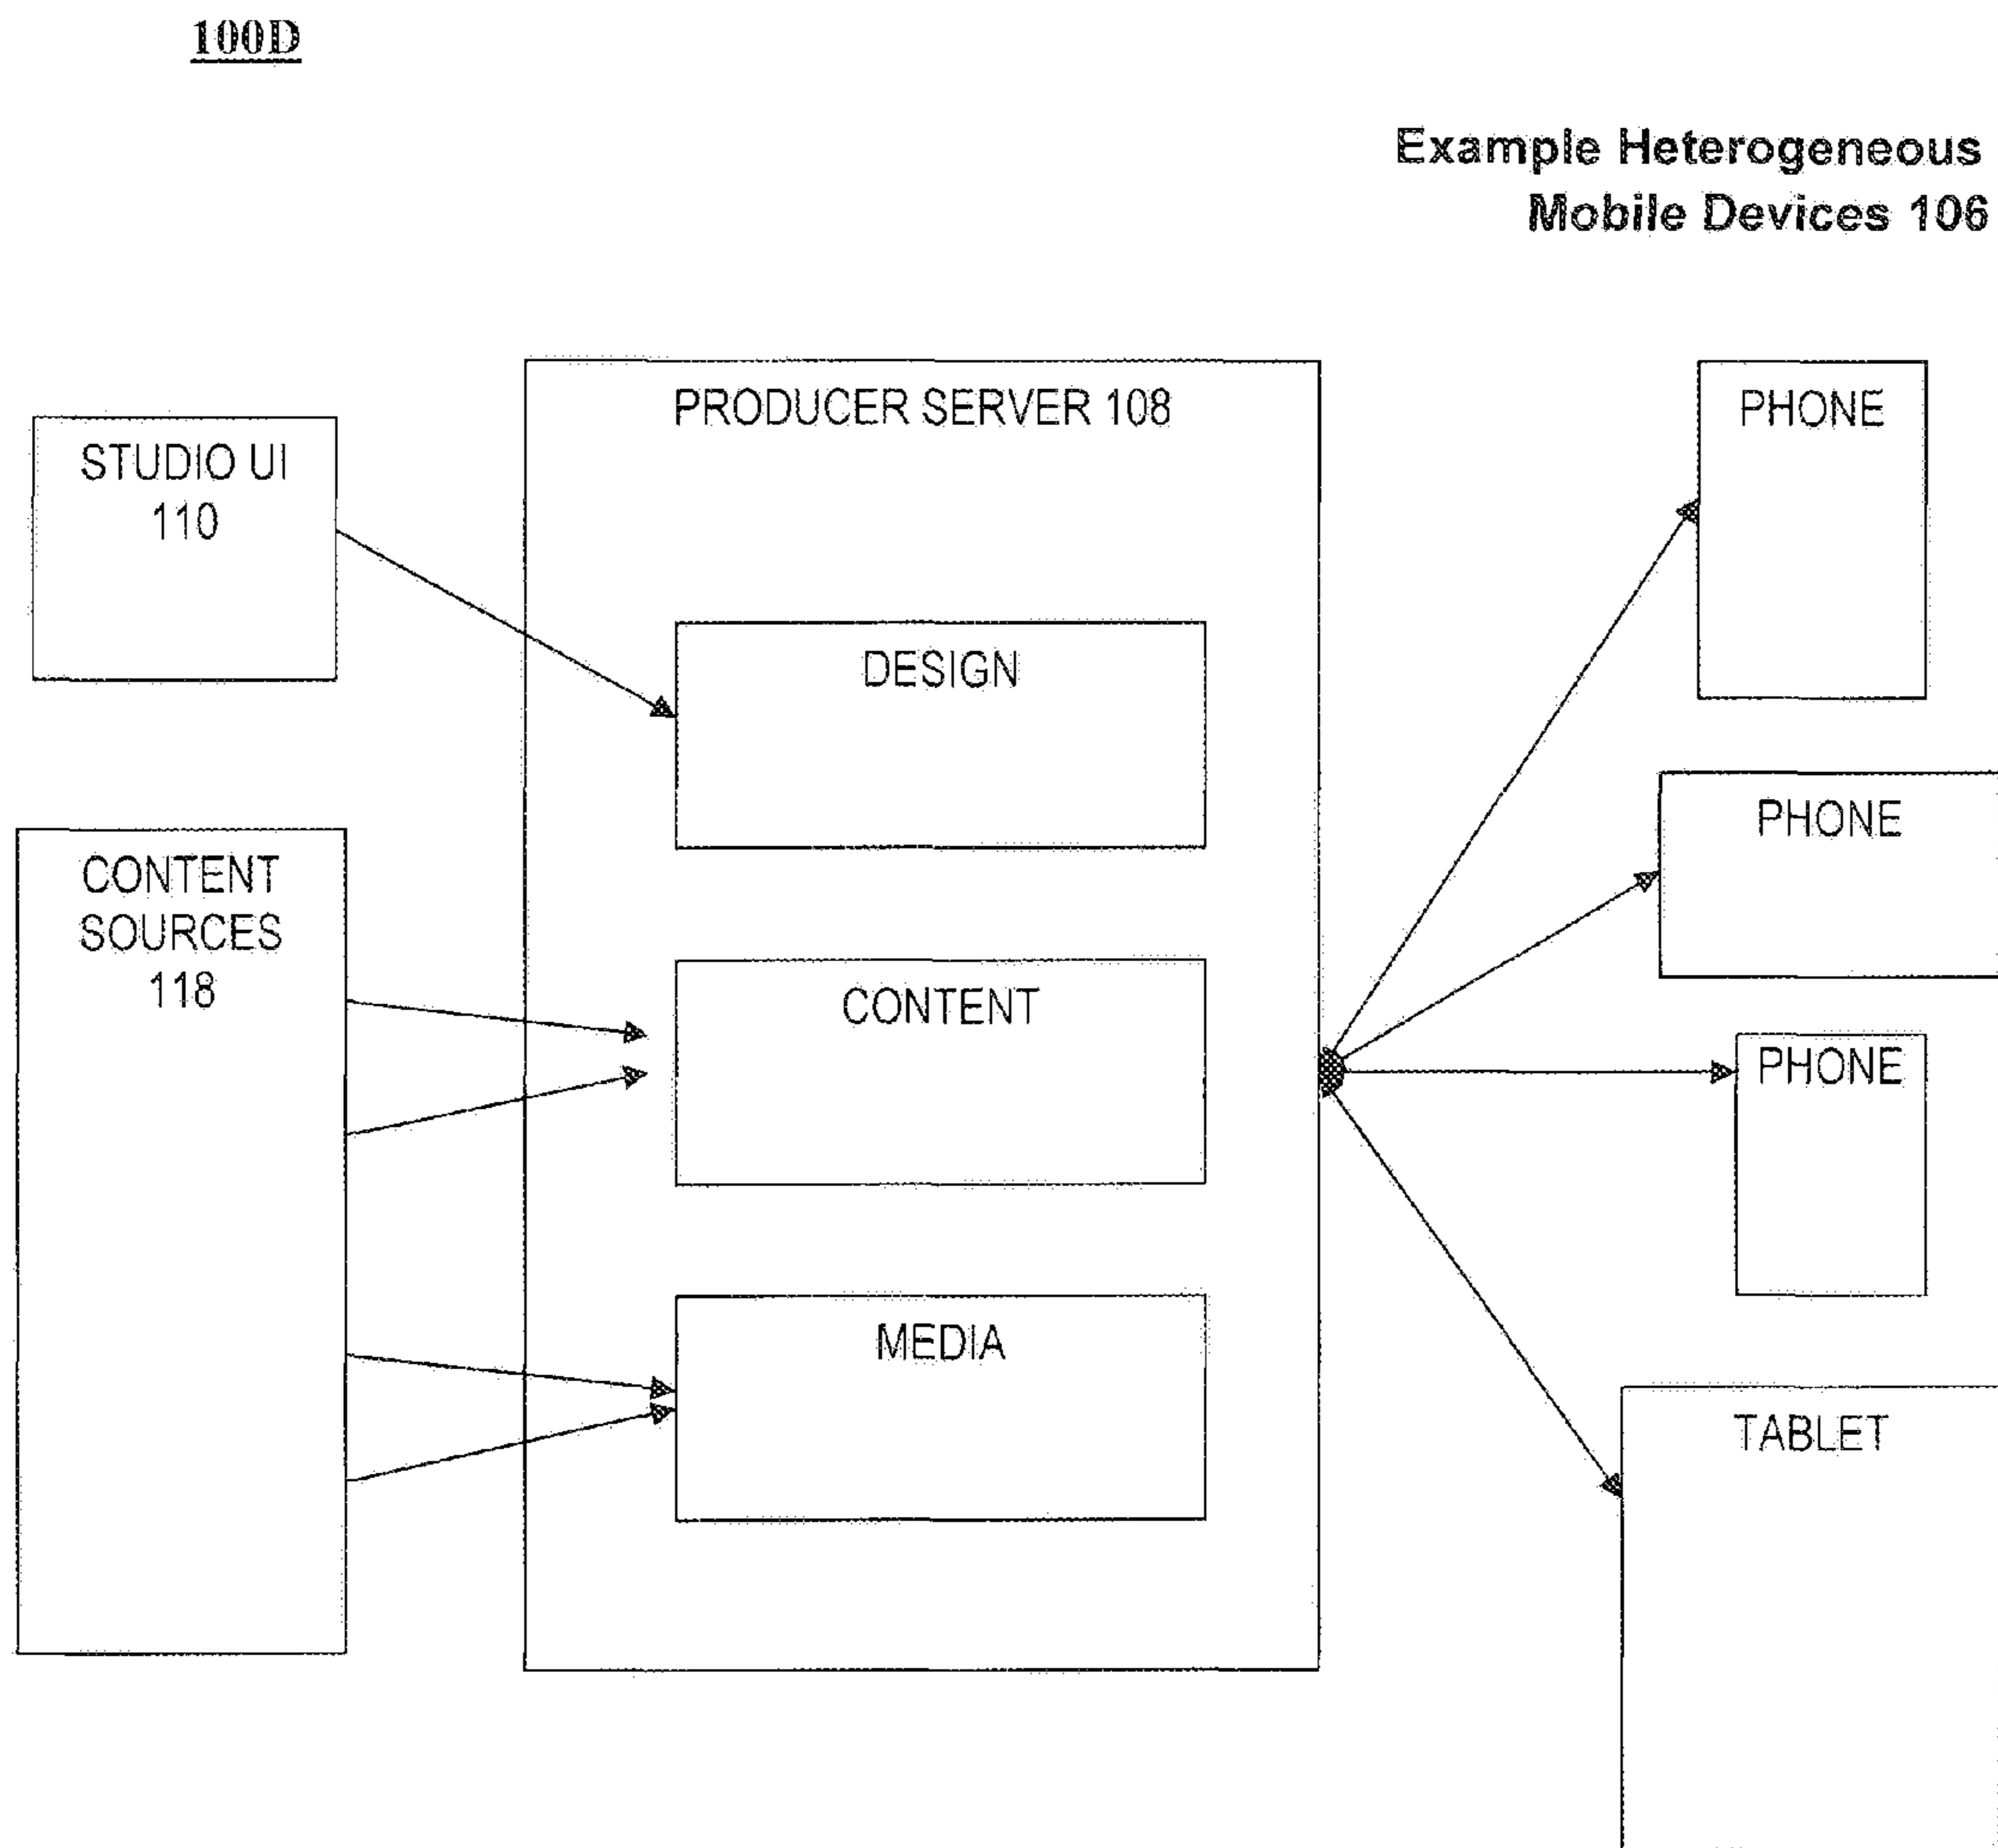 100D
Example Heterogeneous
Mobile Devices 106
STUDIO UI
110
CONTENT
SOURCES
118
PRODUCER SERVER 108
DESIGN
CONTENT
MEDIA
PHONE
PHONE
PHONE
TABLET